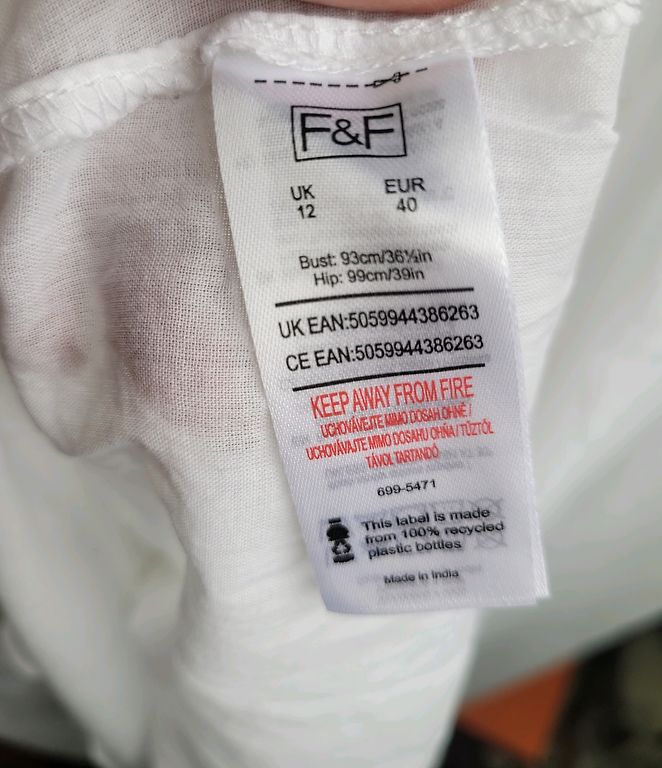 F&F
UK EUR
12 40
Bust: 93cm/36½in
Hip: 99cm/39in
UK EAN:5059944386263
CE EAN:5059944386263
KEEP AWAY FROM FIRE
UCHOVÁVEJTE MIMO DOSAH OHNĚ /
UCHOVÁVAJTE MIMO DOSAHU OHŇA / TŰZTŐL
TÁVOL TARTANDÓ
699-5471
This label is made
from 100% recycled
plastic bottles
Made in India